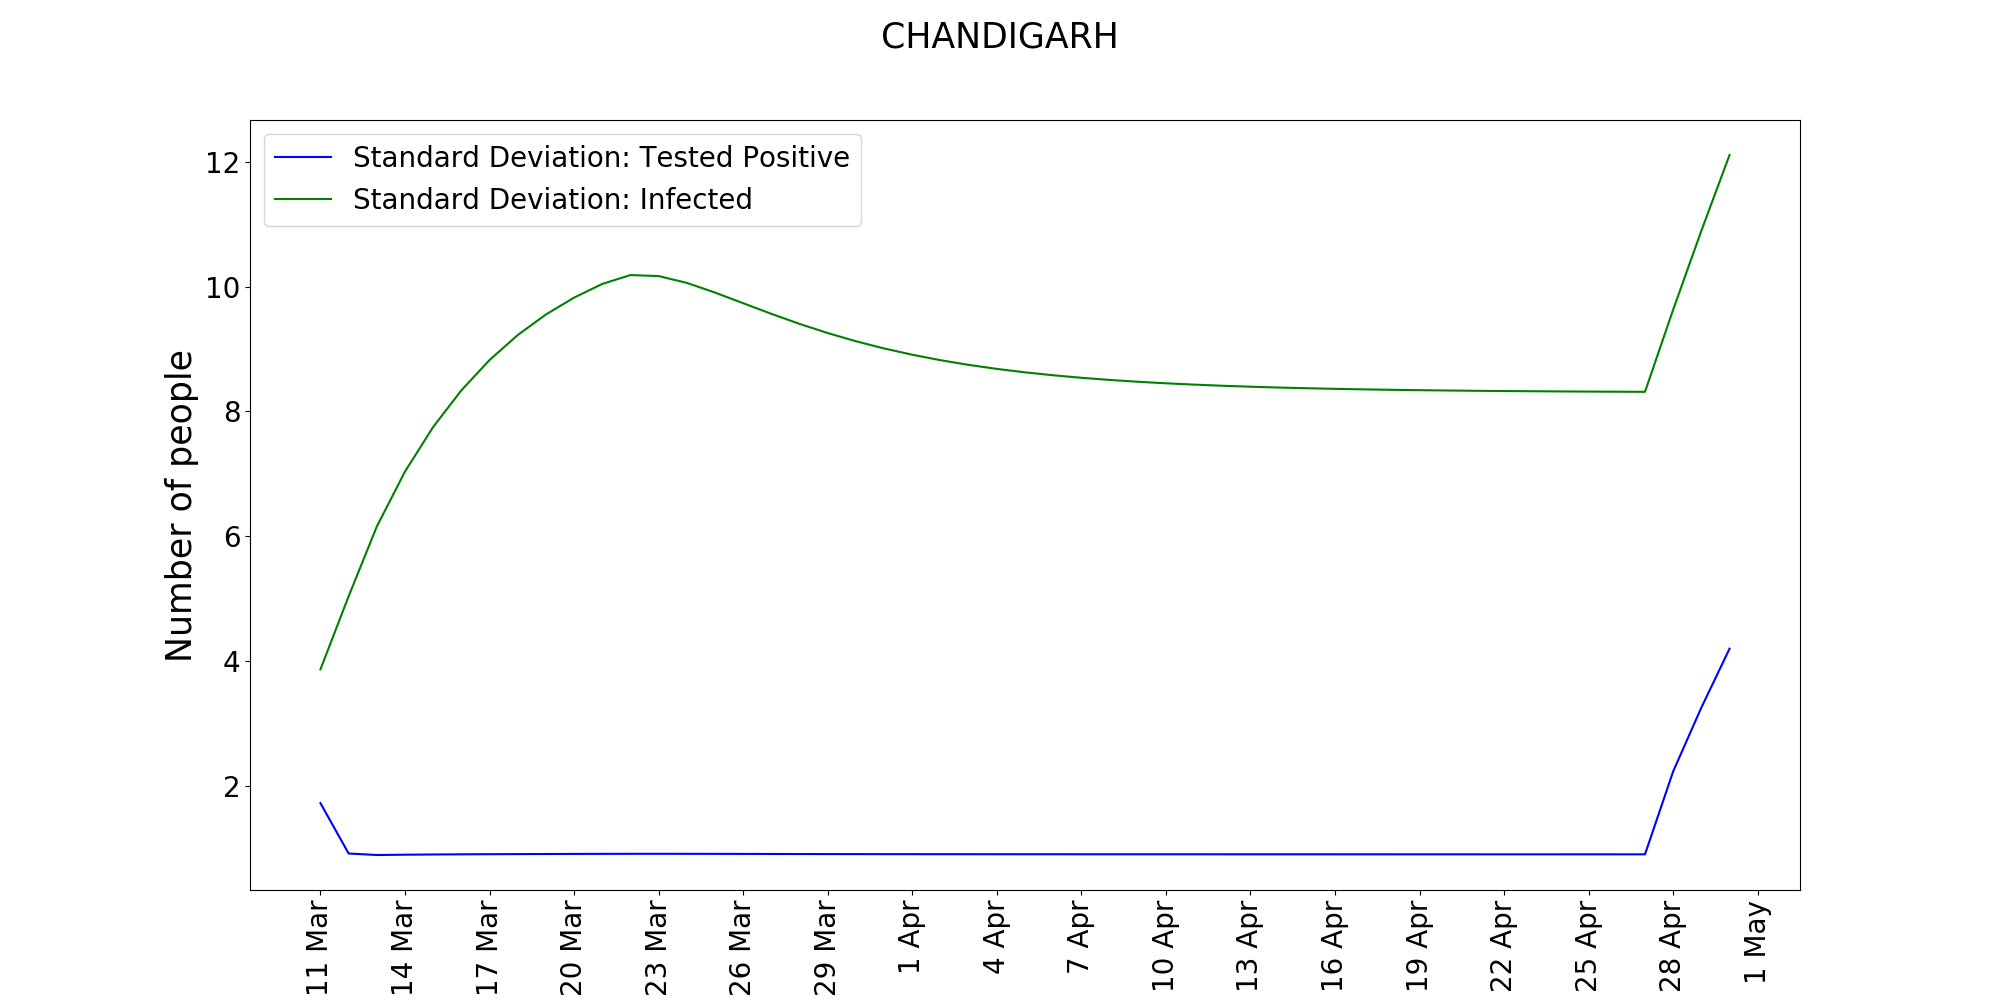 CHANDIGARH
Standard Deviation: Tested Positive
Standard Deviation: Infected
Number of people
12
10
8
6
4
2
11 Mar
14 Mar
17 Mar
20 Mar
23 Mar
26 Mar
29 Mar
1 Apr
4 Apr
7 Apr
10 Apr
13 Apr
16 Apr
19 Apr
22 Apr
25 Apr
28 Apr
1 May